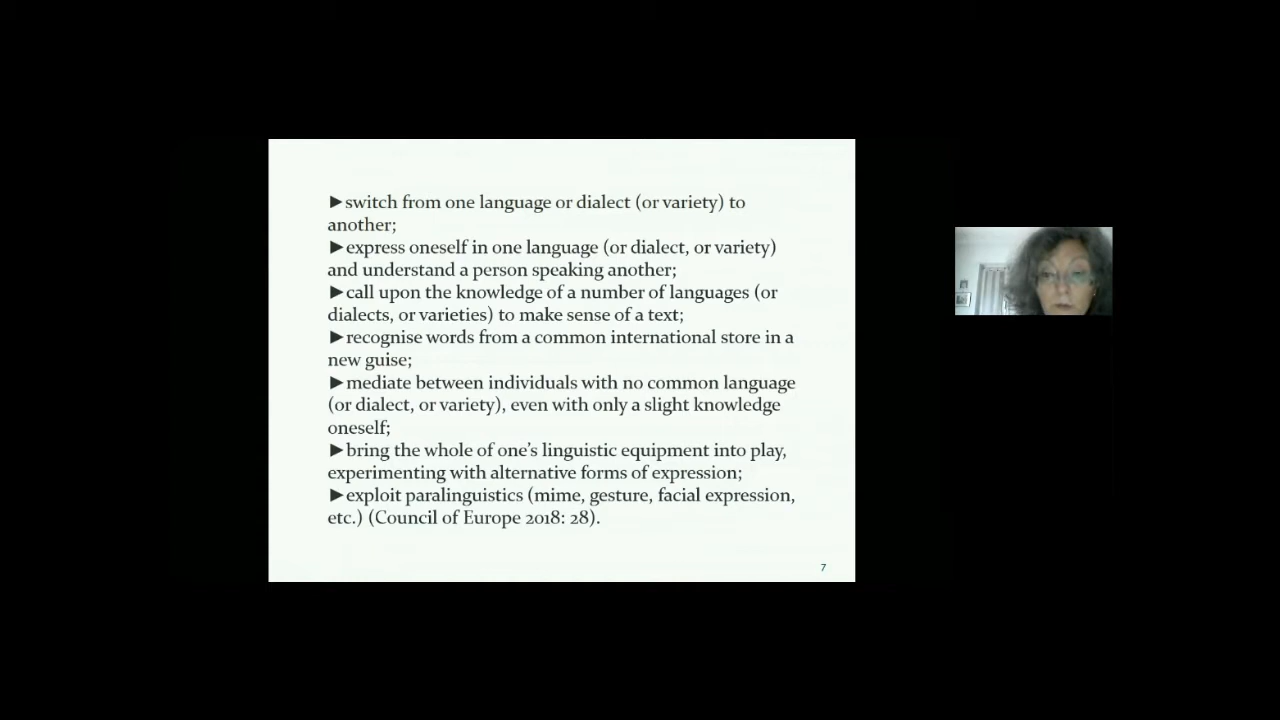 ►switch from one language or dialect (or variety) to
another;
►express oneself in one language (or dialect, or variety)
and understand a person speaking another;
►call upon the knowledge of a number of languages (or
dialects, or varieties) to make sense of a text;
►recognise words from a common international store in a
new guise;
►mediate between individuals with no common language
(or dialect, or variety), even with only a slight knowledge
oneself;
►bring the whole of one’s linguistic equipment into play,
experimenting with alternative forms of expression;
►exploit paralinguistics (mime, gesture, facial expression,
etc.) (Council of Europe 2018: 28).
7